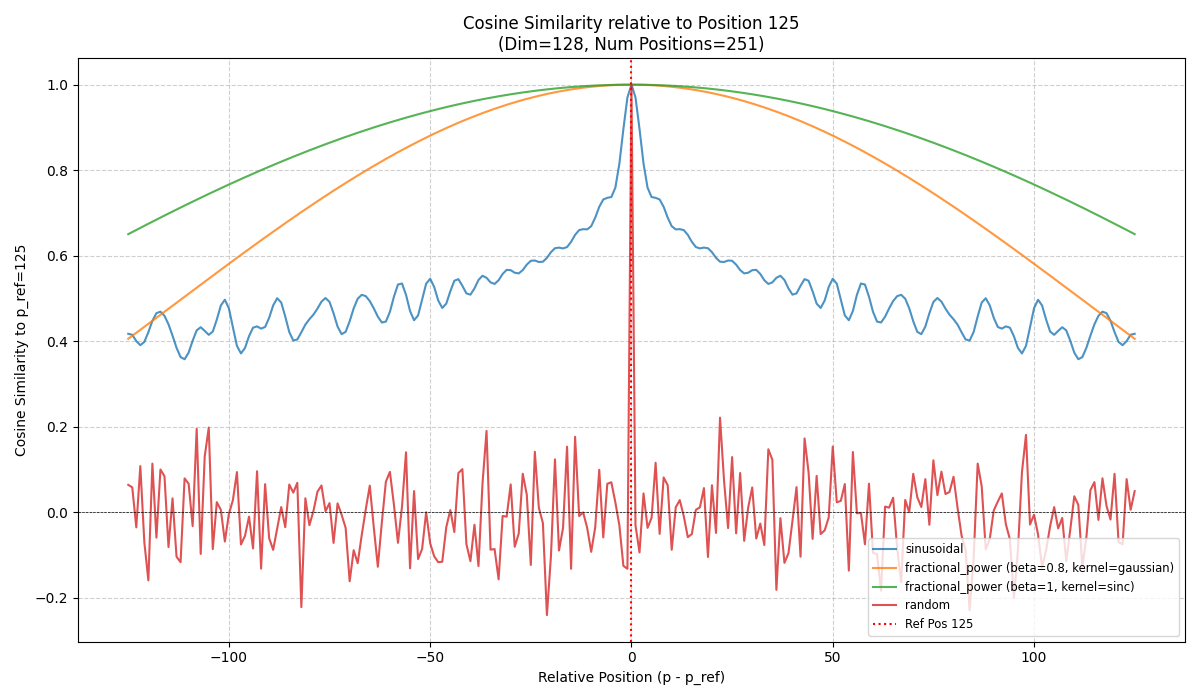 Cosine Similarity relative to Position 125
(Dim=128, Num Positions=251)
Cosine Similarity to p_ref=125
1.0
0.8
0.6
0.4
0.2
0.0
−0.2
sinusoidal
fractional_power (beta=0.8, kernel=gaussian)
fractional_power (beta=1, kernel=sinc)
random
Ref Pos 125
−100
−50
0
50
100
Relative Position (p - p_ref)